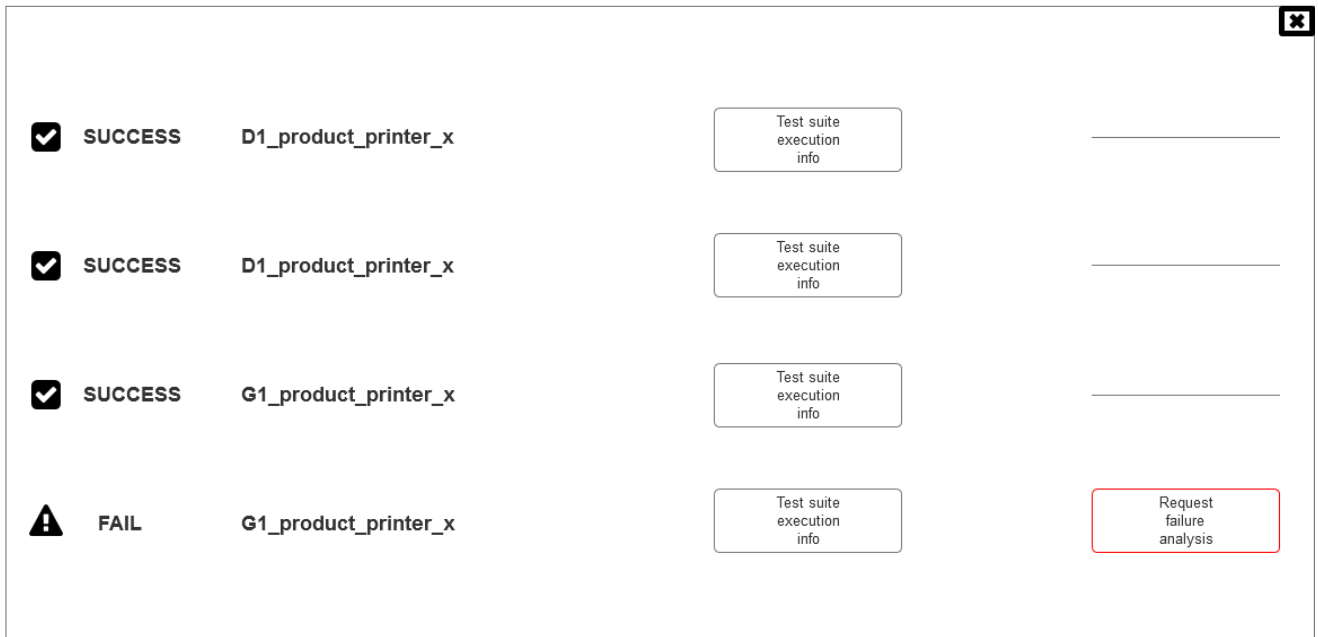 SUCCESS D1_product_printer_x Test suite
execution
info
SUCCESS D1_product_printer_x Test suite
execution
info
SUCCESS G1_product_printer_x Test suite
execution
info
FAIL G1_product_printer_x Test suite
execution
info
Request
failure
analysis